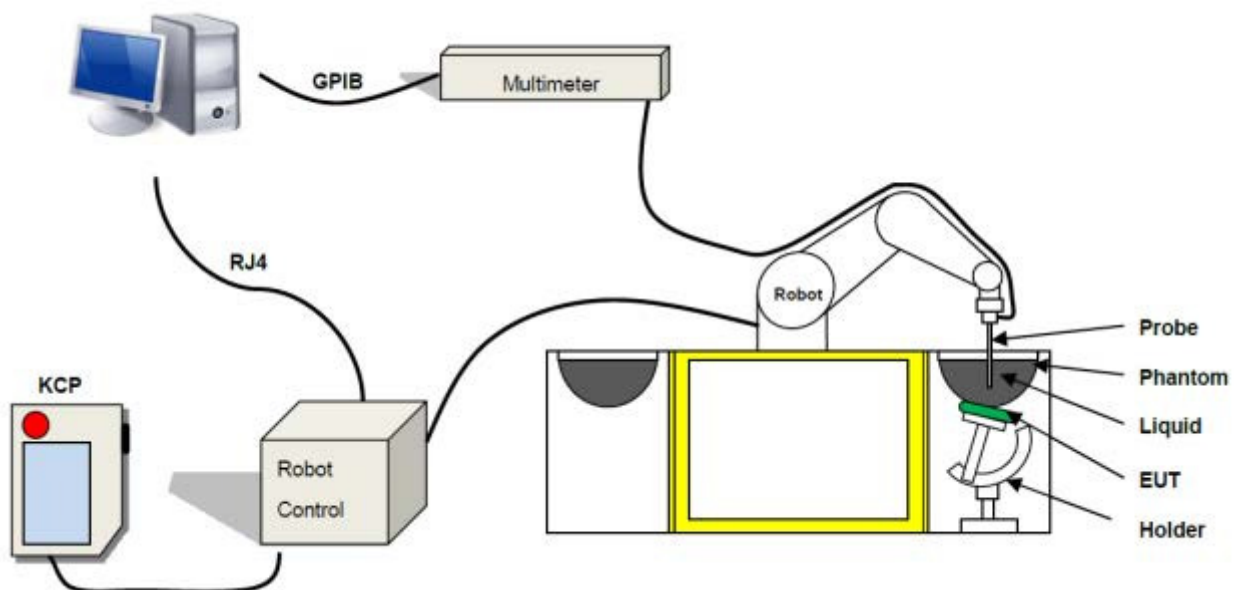 GPIB
Multimeter
RJ4
Robot
Probe
Phantom
KCP
Liquid
Robot
Control
EUT
Holder